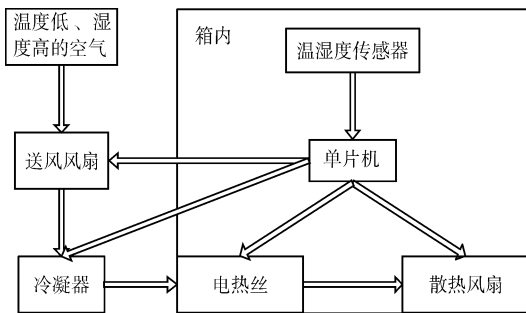 温度低、湿
度高的空气
箱内
温湿度传感器
送风风扇
单片机
冷凝器
电热丝
散热风扇